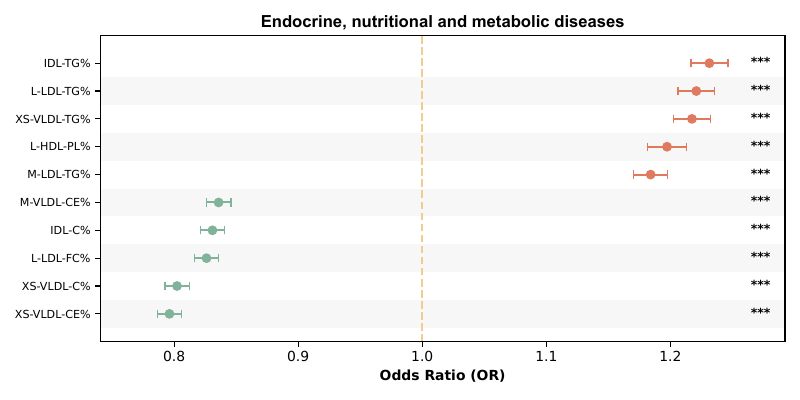 Endocrine, nutritional and metabolic diseases
IDL-TG% ***
L-LDL-TG% ***
XS-VLDL-TG% ***
L-HDL-PL% ***
M-LDL-TG% ***
M-VLDL-CE% ***
IDL-C% ***
L-LDL-FC% ***
XS-VLDL-C% ***
XS-VLDL-CE% ***
0.8 0.9 1.0 1.1 1.2
Odds Ratio (OR)